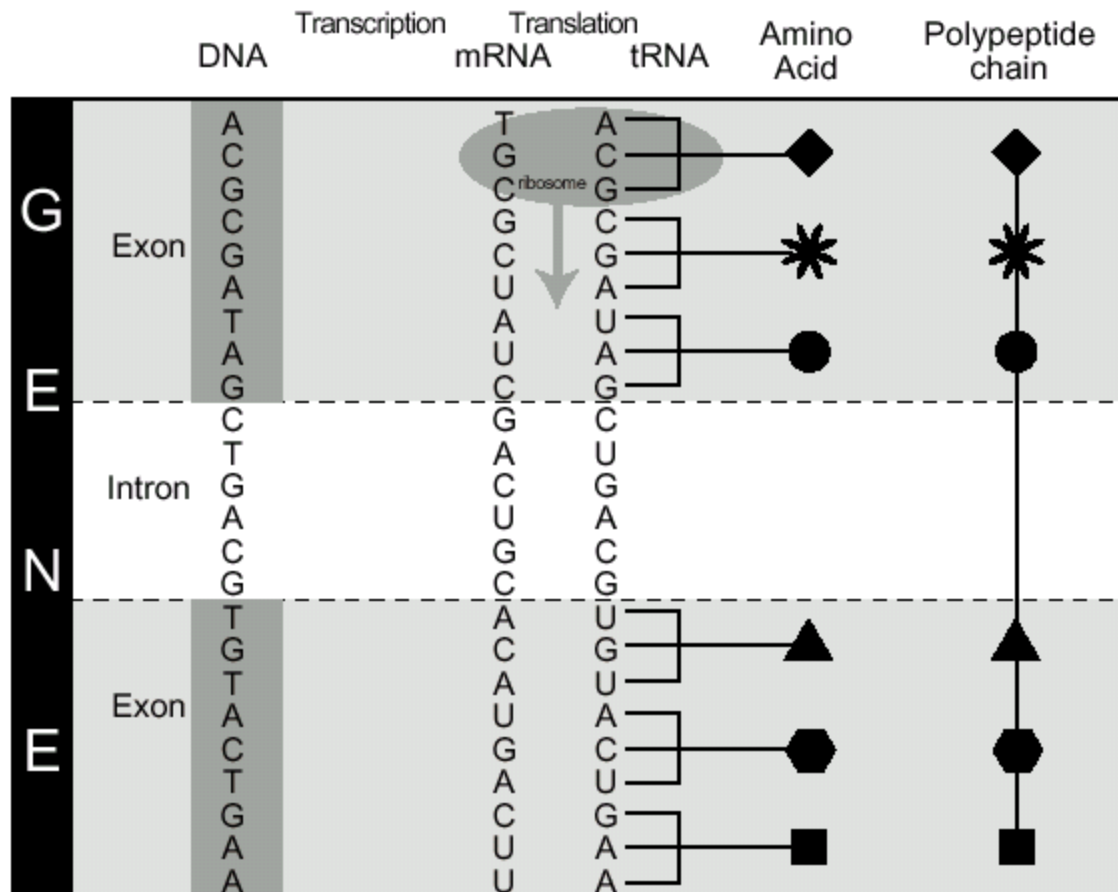 Transcription Translation
DNA mRNA tRNA Amino Acid Polypeptide chain
A T A
C G C
G C ribosome G
G C G C
Exon G C G
A U A
T A U
A U A
E G C G
C G C
T A U
Intron G C G
A U A
C G C
N G C G
T A U
G C G
T A U
Exon A U A
E C G C
T A U
G C G
A U A
A U A